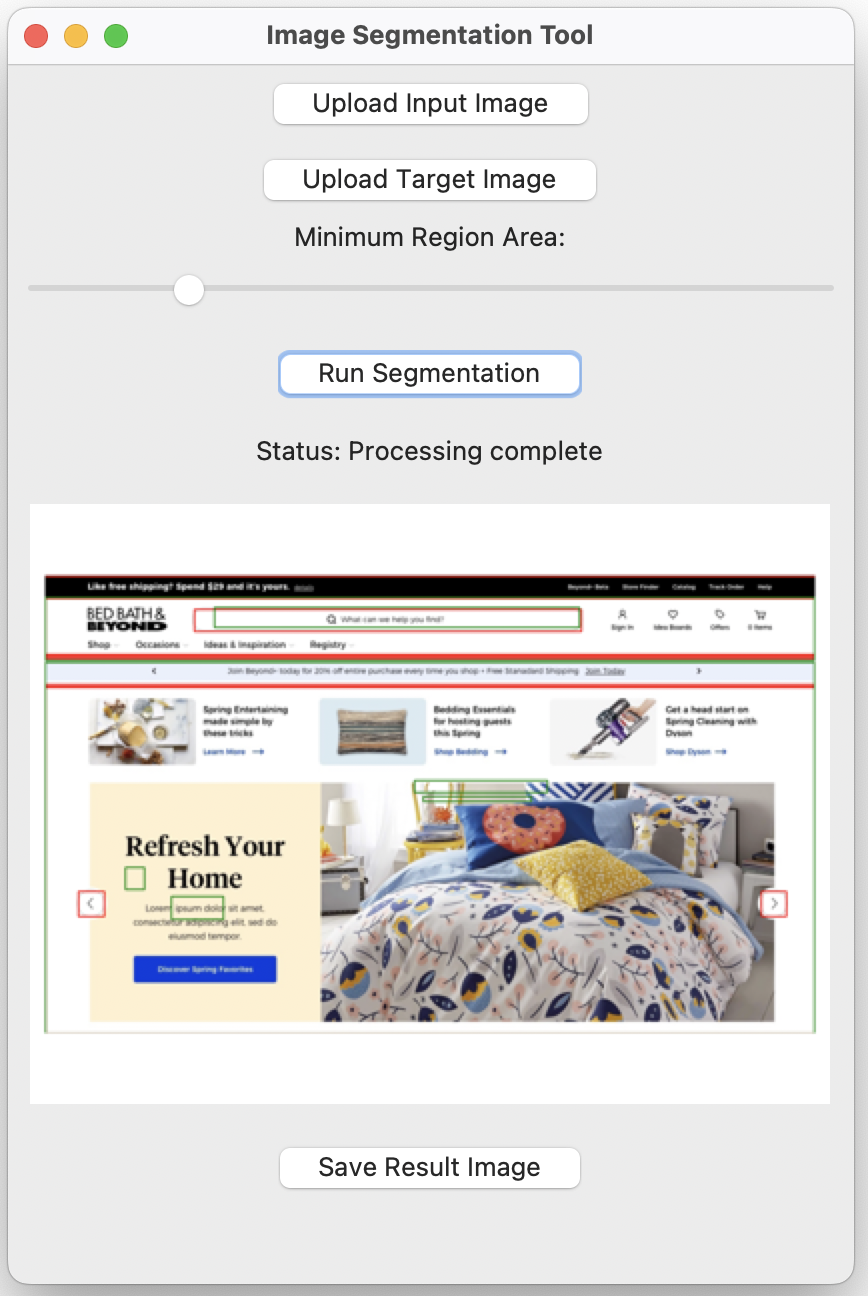 Image Segmentation Tool
Upload Input Image
Upload Target Image
Minimum Region Area:
Run Segmentation
Status: Processing complete
Like free shipping? Spend $29 and it's yours. details
Beyond+ Beta Store Finder Catalog Track Order Help
BED BATH &
BEYOND
What can we help you find?
Sign In Idea Boards Offers 0 Items
Shop Occasions Ideas & Inspiration Registry
Join Beyond+ today for 20% off entire purchase every time you shop + Free Stanadard Shipping Join Today
Spring Entertaining
made simple by
these tricks
Learn More
Bedding Essentials
for hosting guests
this Spring
Shop Bedding
Get a head start on
Spring Cleaning with
Dyson
Shop Dyson
Refresh Your
Home
Lorem ipsum dolor sit amet,
consectetur adipiscing elit, sed do
eiusmod tempor.
Discover Spring Favorites
Save Result Image